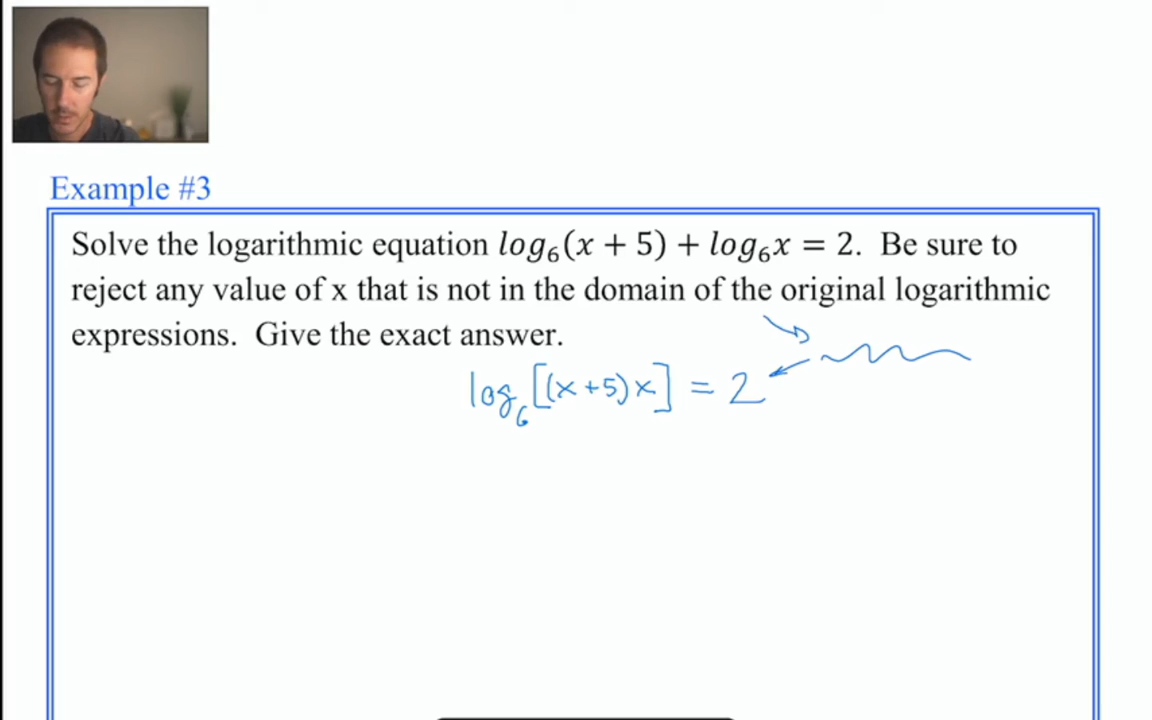 Example #3
Solve the logarithmic equation log₆(x + 5) + log₆x = 2. Be sure to
reject any value of x that is not in the domain of the original logarithmic
expressions. Give the exact answer.
log₆[(x+5)x] = 2